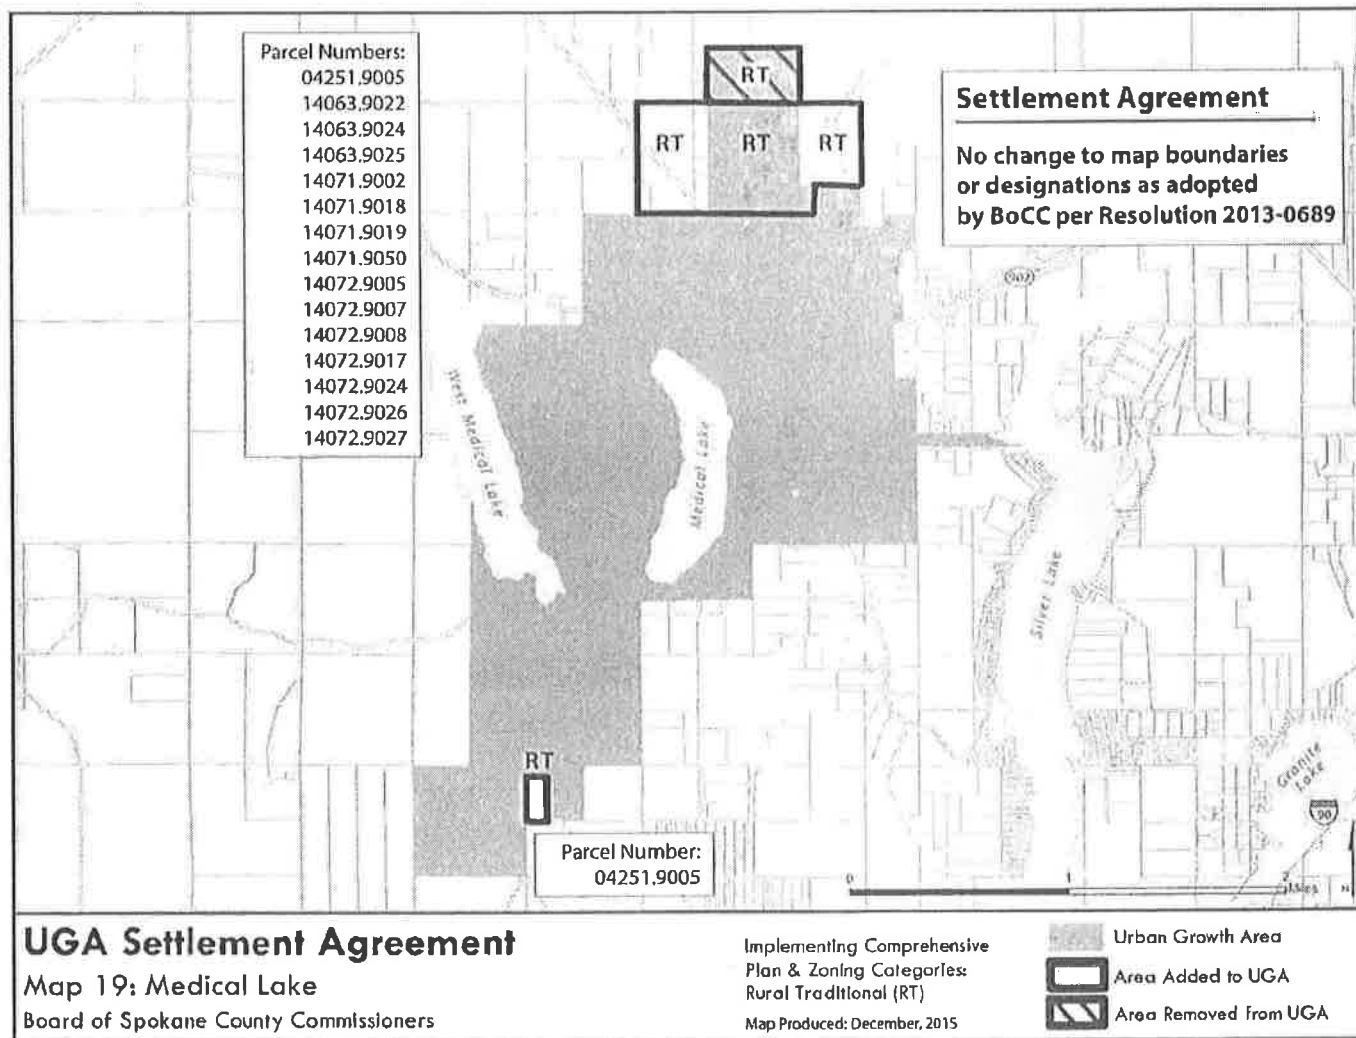 Parcel Numbers:
04251.9005
14063.9022
14063.9024
14063.9025
14071.9002
14071.9018
14071.9019
14071.9050
14072.9005
14072.9007
14072.9008
14072.9017
14072.9024
14072.9026
14072.9027
RT
RT
RT
RT
Settlement Agreement
No change to map boundaries
or designations as adopted
by BoCC per Resolution 2013-0689
902
West Medical Lake
Medical Lake
Silver Lake
Granite
Lake
90
RT
Parcel Number:
04251.9005
0
1
2
Miles
N
UGA Settlement Agreement
Map 19: Medical Lake
Board of Spokane County Commissioners
Implementing Comprehensive
Plan & Zoning Categories:
Rural Traditional (RT)
Map Produced: December, 2015
Urban Growth Area
Area Added to UGA
Area Removed From UGA